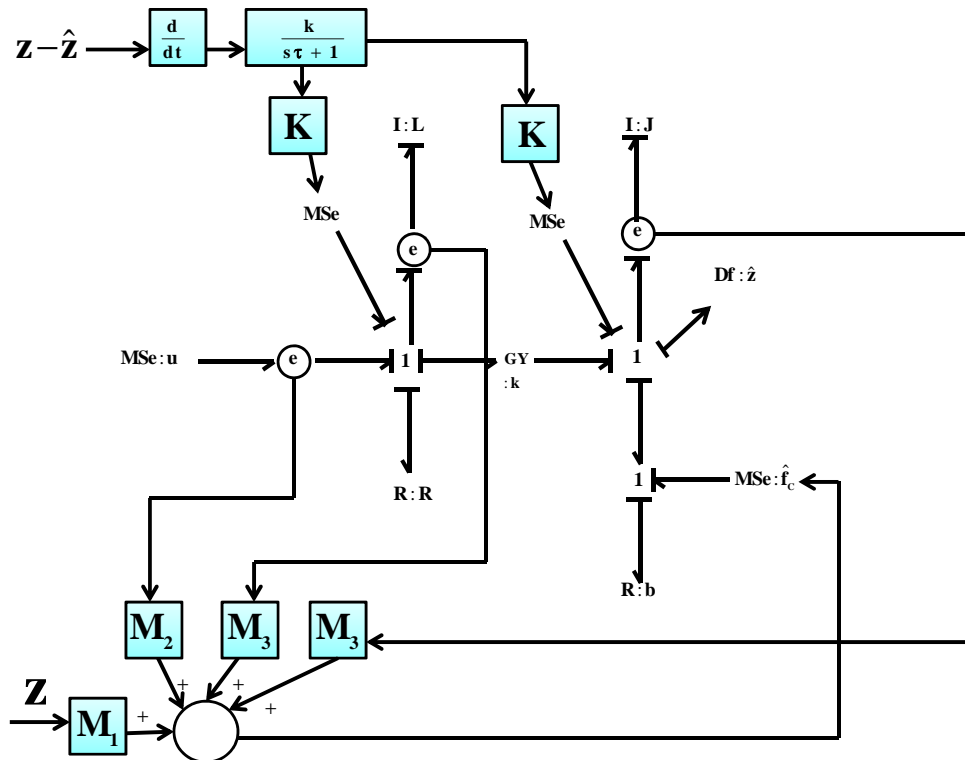 z−ẑ
d
dt
k
sτ + 1
K
K
I:L
I:J
MSe
MSe
e
e
Df:ẑ
MSe:u
e
1
GY
:k
1
R:R
1
MSe:f̂c
R:b
M2
M3
M3
+
+
+
z
M1
+